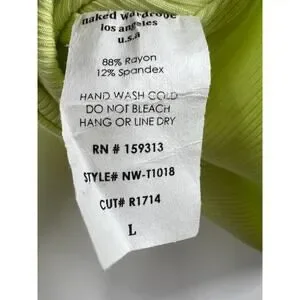 naked wardrobe
los angeles
u.s.a
88% Rayon
12% Spandex
HAND WASH COLD
DO NOT BLEACH
HANG OR LINE DRY
RN # 159313
STYLE# NW-T1018
CUT# R1714
L